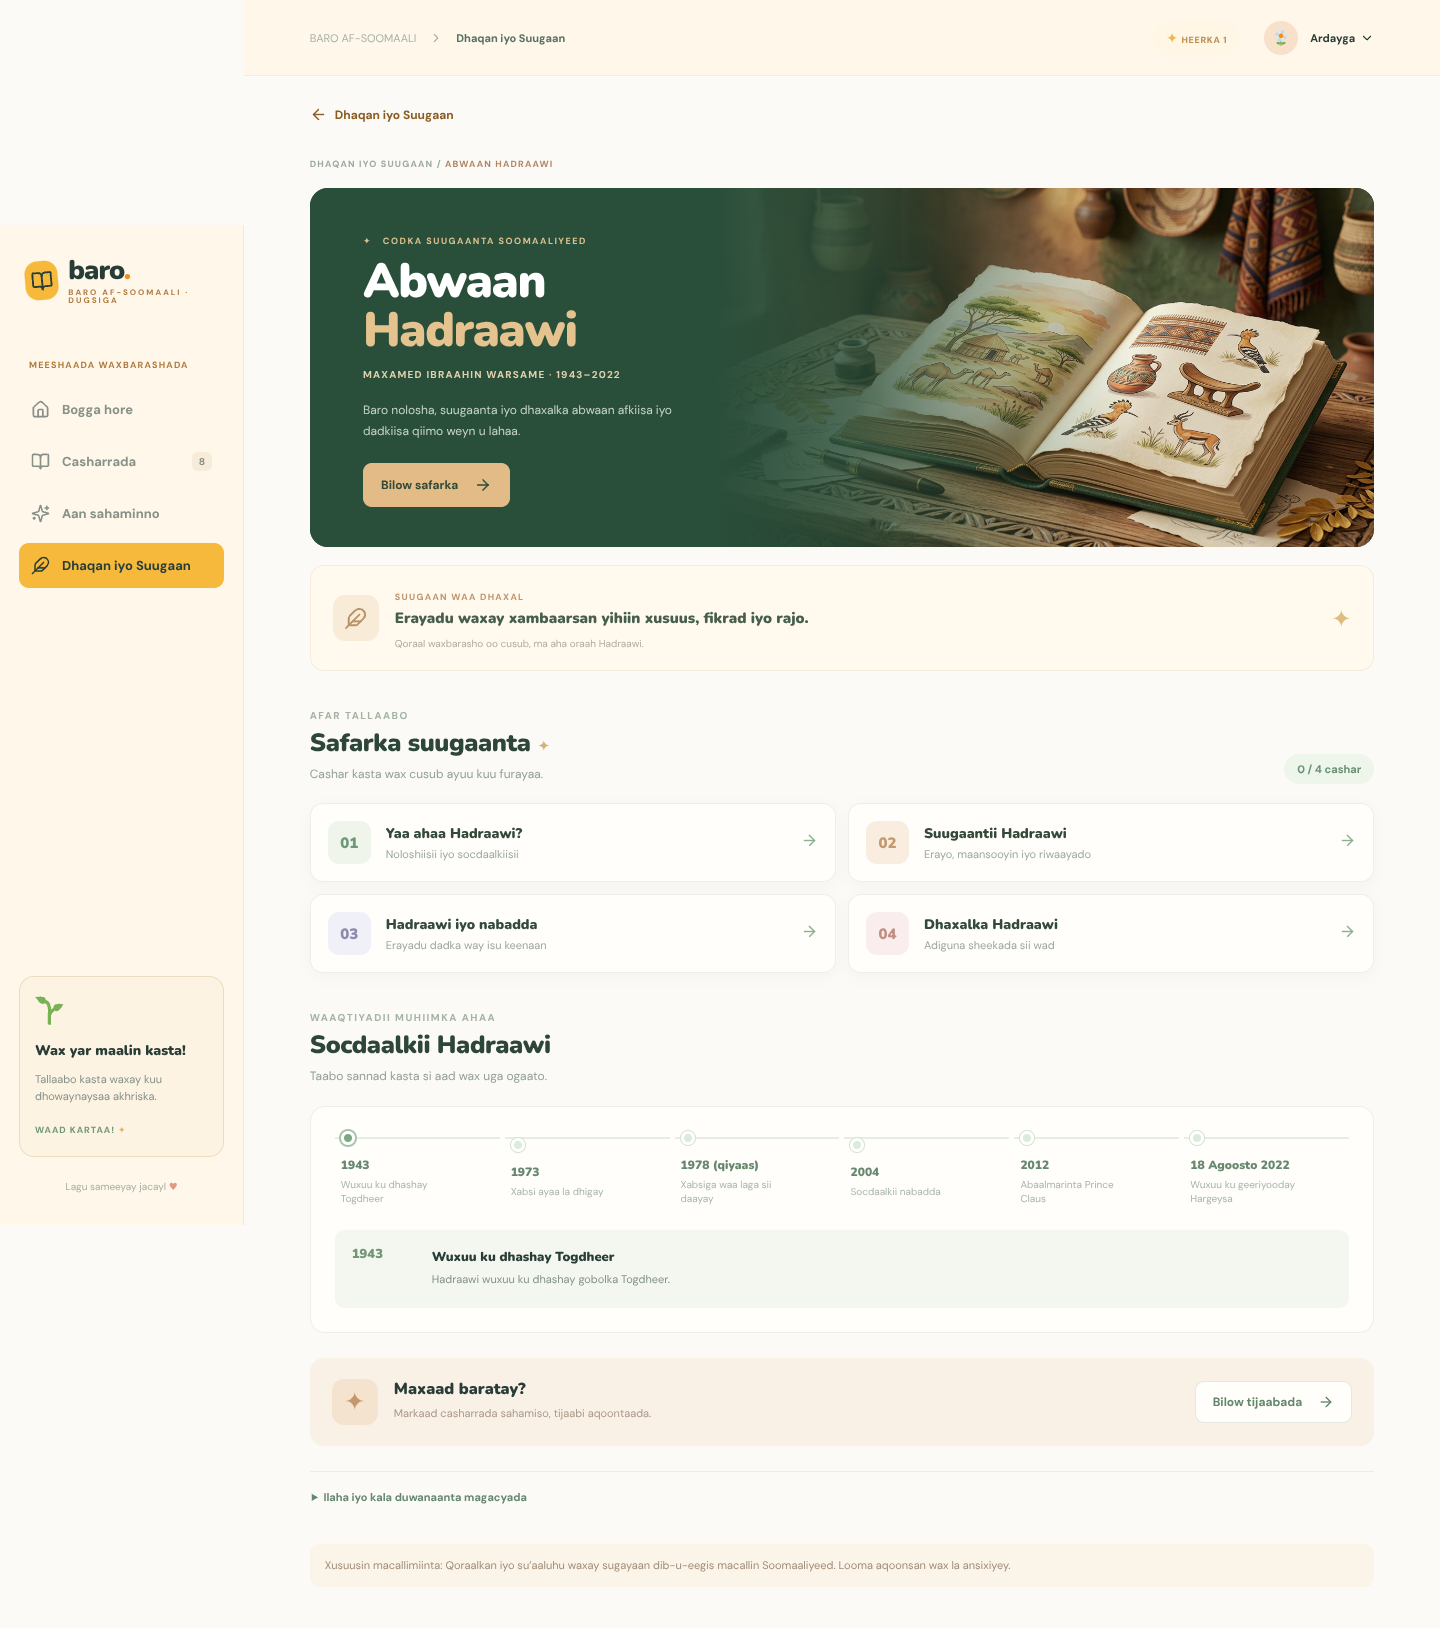 BARO AF-SOOMAALI > Dhaqan iyo Suugaan
✦ HEERKA 1
Ardayga
← Dhaqan iyo Suugaan
DHAQAN IYO SUUGAAN / ABWAAN HADRAAWI
baro.
BARO AF-SOOMAALI ·
DUGSIGA
MEESHAADA WAXBARASHADA
Bogga hore
Casharrada 8
Aan sahaminno
Dhaqan iyo Suugaan
Wax yar maalin kasta!
Tallaabo kasta waxay kuu
dhowaynaysaa akhriska.
WAAD KARTAA! ✦
Lagu sameeyay jacayl ♥
✦ CODKA SUUGAANTA SOOMAALIYEED
Abwaan
Hadraawi
MAXAMED IBRAAHIN WARSAME · 1943–2022
Baro nolosha, suugaanta iyo dhaxalka abwaan afkiisa iyo
dadkiisa qiimo weyn u lahaa.
Bilow safarka →
SUUGAAN WAA DHAXAL
Erayadu waxay xambaarsan yihiin xusuus, fikrad iyo rajo.
Qoraal waxbarasho oo cusub, ma aha oraah Hadraawi.
AFAR TALLAABO
Safarka suugaanta ✦
Cashar kasta wax cusub ayuu kuu furayaa.
0 / 4 cashar
01
Yaa ahaa Hadraawi?
Noloshiisii iyo socdaalkiisii
02
Suugaantii Hadraawi
Erayo, maansooyin iyo riwaayado
03
Hadraawi iyo nabadda
Erayadu dadka way isu keenaan
04
Dhaxalka Hadraawi
Adiguna sheekada sii wad
WAAQTIYADII MUHIIMKA AHAA
Socdaalkii Hadraawi
Taabo sannad kasta si aad wax uga ogaato.
1943
Wuxuu ku dhashay
Togdheer
1973
Xabsi ayaa la dhigay
1978 (qiyaas)
Xabsiga waa laga sii
daayay
2004
Socdaalkii nabadda
2012
Abaalmarinta Prince
Claus
18 Agoosto 2022
Wuxuu ku geeriyooday
Hargeysa
1943
Wuxuu ku dhashay Togdheer
Hadraawi wuxuu ku dhashay gobolka Togdheer.
Maxaad baratay?
Markaad casharrada sahamiso, tijaabi aqoontaada.
Bilow tijaabada →
▶ Ilaha iyo kala duwanaanta magacyada
Xusuusin macallimiinta: Qoraalkan iyo su’aaluhu waxay sugayaan dib-u-eegis macallin Soomaaliyeed. Looma aqoonsan wax la ansixiyey.